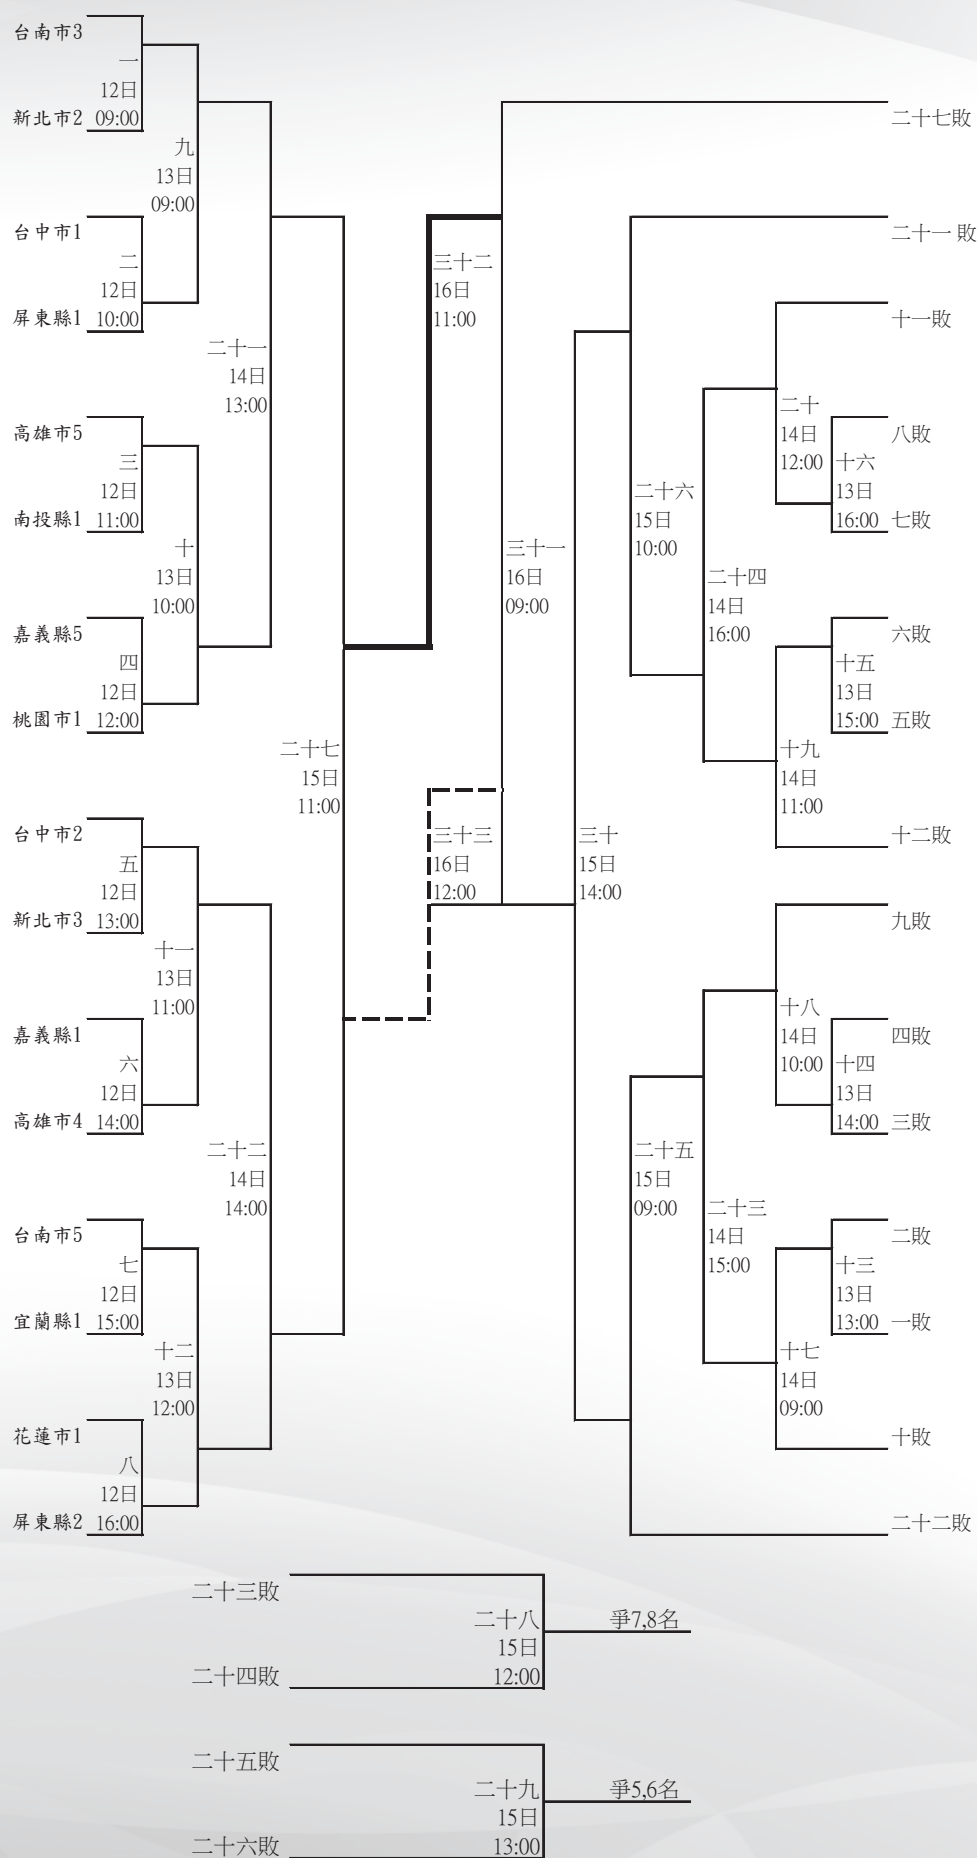 台南市3
一
12日
新北市2 09:00
九
13日
09:00
台中市1
二
12日
屏東縣1 10:00
二十一
14日
13:00
高雄市5
三
12日
南投縣1 11:00
十
13日
10:00
嘉義縣5
四
12日
桃園市1 12:00
二十七
15日
11:00
台中市2
五
12日
新北市3 13:00
十一
13日
11:00
嘉義縣1
六
12日
高雄市4 14:00
二十二
14日
14:00
台南市5
七
12日
宜蘭縣1 15:00
十二
13日
12:00
花蓮市1
八
12日
屏東縣2 16:00
三十二
16日
11:00
三十三
16日
12:00
三十一
16日
09:00
三十
15日
14:00
二十六
15日
10:00
二十五
15日
09:00
二十四
14日
16:00
二十三
14日
15:00
二十七敗
二十一 敗
十一敗
二十
14日
12:00
八敗
十六
13日
16:00 七敗
六敗
十五
13日
15:00 五敗
十九
14日
11:00
十二敗
九敗
十八
14日
10:00
四敗
十四
13日
14:00 三敗
二敗
十三
13日
13:00 一敗
十七
14日
09:00
十敗
二十二敗
二十三敗
二十八
15日
12:00
二十四敗
爭7,8名
二十五敗
二十九
15日
13:00
二十六敗
爭5,6名